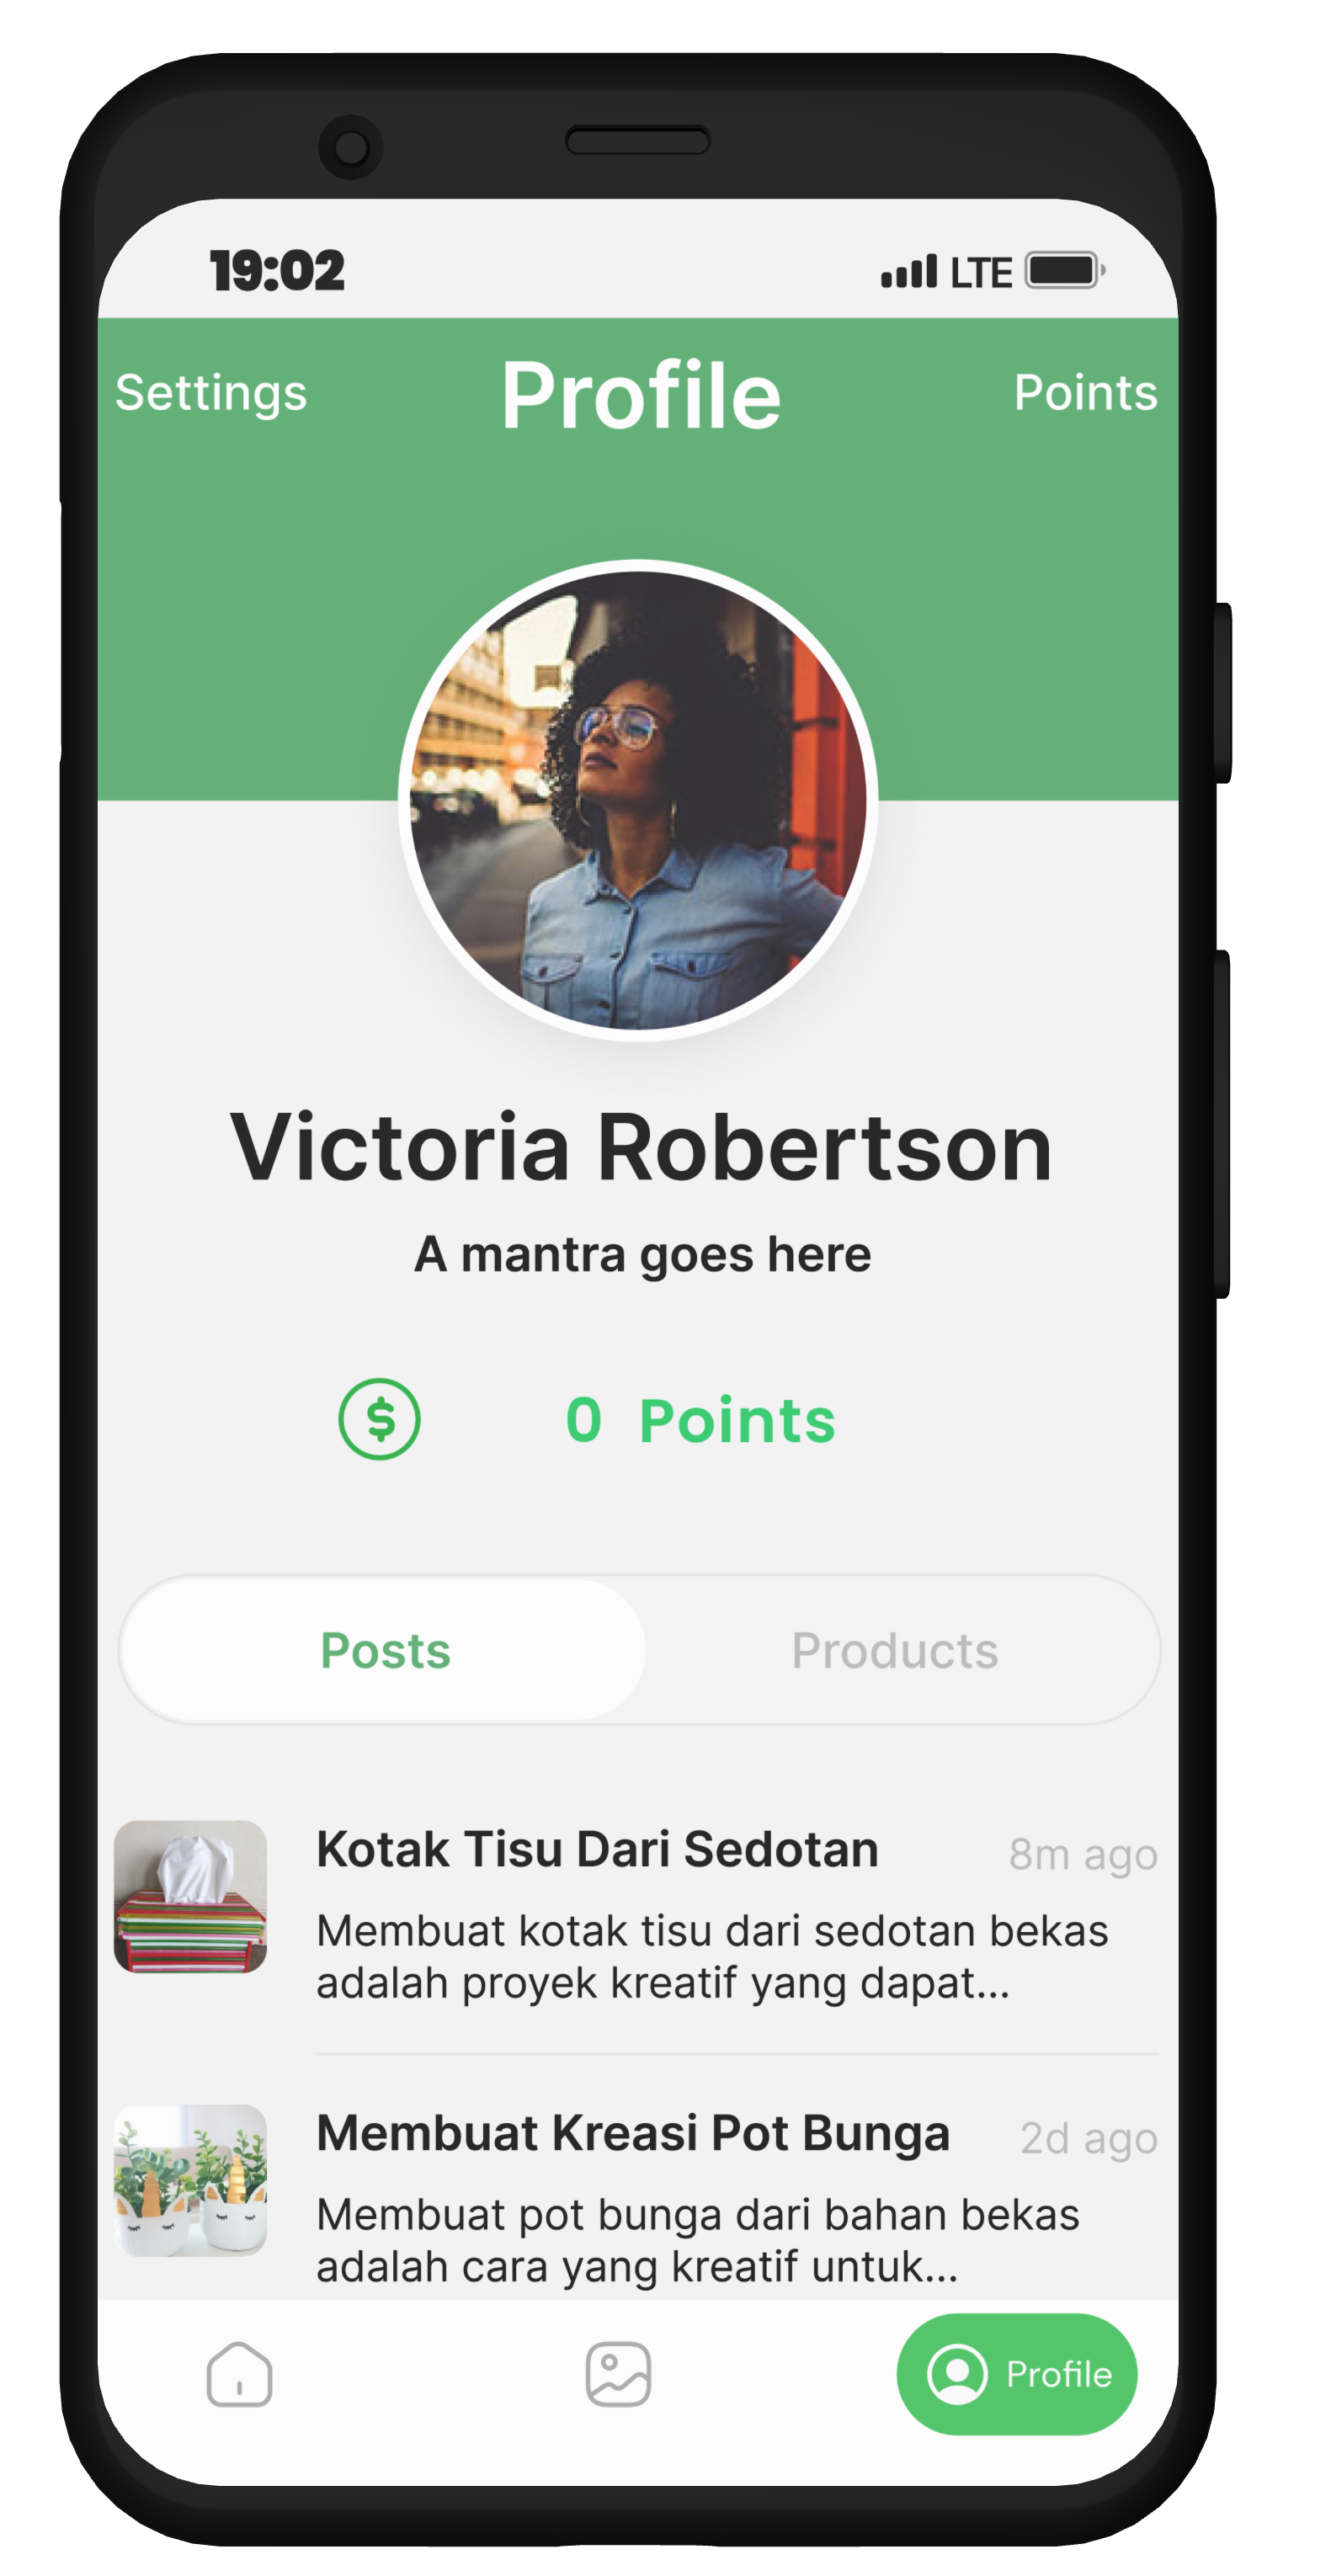 19:02
LTE
Settings
Profile
Points
Victoria Robertson
A mantra goes here
$
0 Points
Posts
Products
Kotak Tisu Dari Sedotan
8m ago
Membuat kotak tisu dari sedotan bekas
adalah proyek kreatif yang dapat...
Membuat Kreasi Pot Bunga
2d ago
Membuat pot bunga dari bahan bekas
adalah cara yang kreatif untuk...
Profile